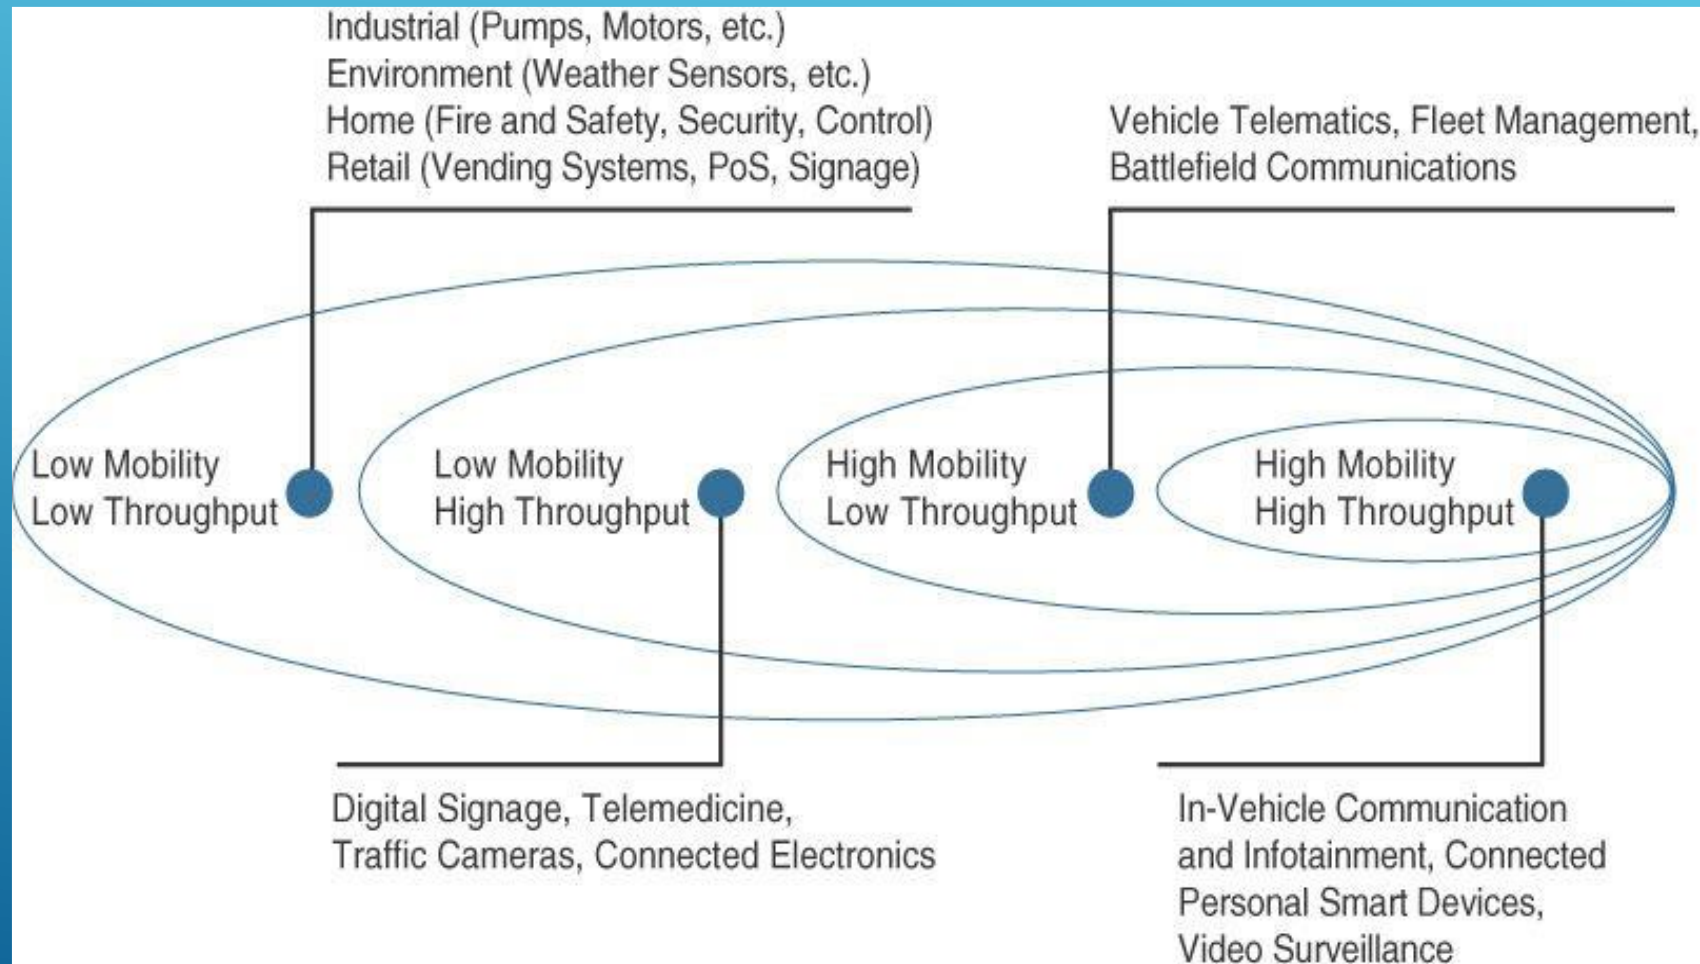 Industrial (Pumps, Motors, etc.)
Environment (Weather Sensors, etc.)
Home (Fire and Safety, Security, Control)
Retail (Vending Systems, PoS, Signage)
Vehicle Telematics, Fleet Management,
Battlefield Communications
Low Mobility
Low Throughput
Low Mobility
High Throughput
High Mobility
Low Throughput
High Mobility
High Throughput
Digital Signage, Telemedicine,
Traffic Cameras, Connected Electronics
In-Vehicle Communication
and Infotainment, Connected
Personal Smart Devices,
Video Surveillance